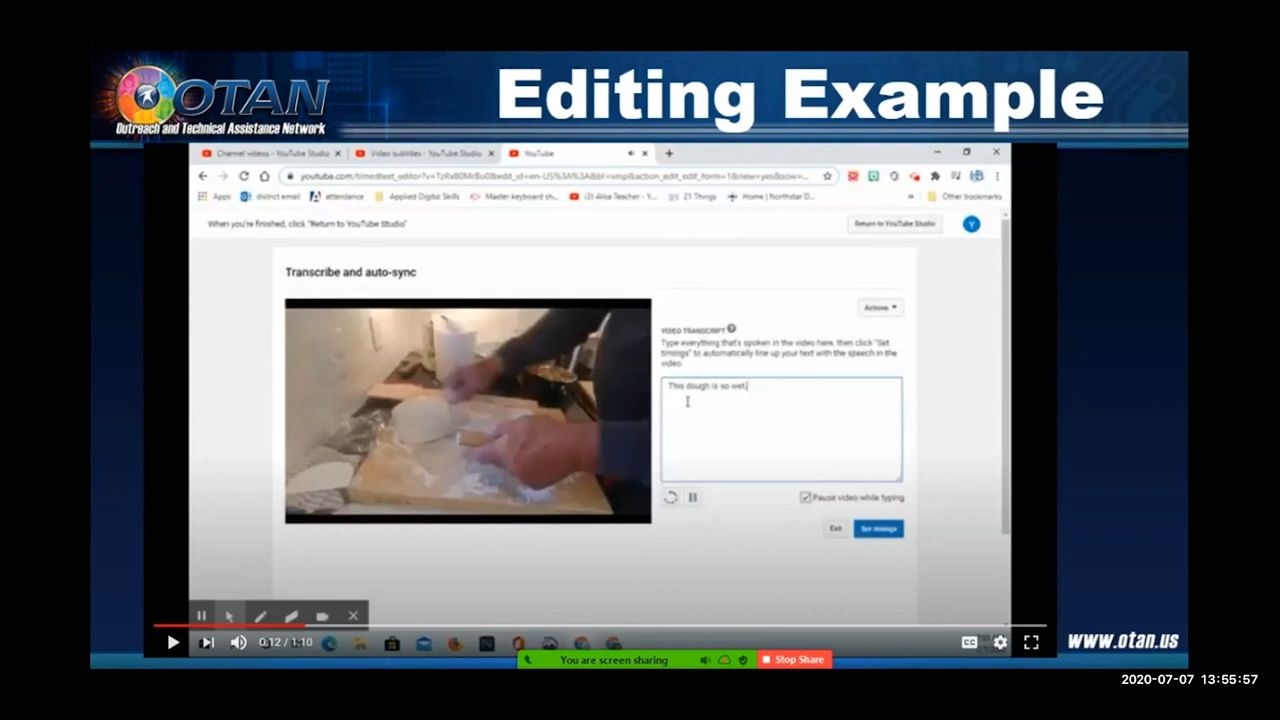 OTAN
Outreach and Technical Assistance Network
Editing Example
Channel videos - YouTube Studio
Video subtitles - YouTube Studio
YouTube
Apps
district email
attendance
Applied Digital Skills
Master keyboard sh...
Alisa Teacher - Y...
21 Things
Home | Northstar D...
Other bookmarks
When you're finished, click "Return to YouTube Studio"
Return to YouTube Studio
Y
Transcribe and auto-sync
Actions
VIDEO TRANSCRIPT
Type everything that's spoken in the video here, then click "Set
timings" to automatically line up your text with the speech in the
video.
This dough is so wet.
Pause video while typing
Exit
Set timings
0:12 / 1:10
CC
www.otan.us
You are screen sharing
Stop Share
2020-07-07 13:55:57